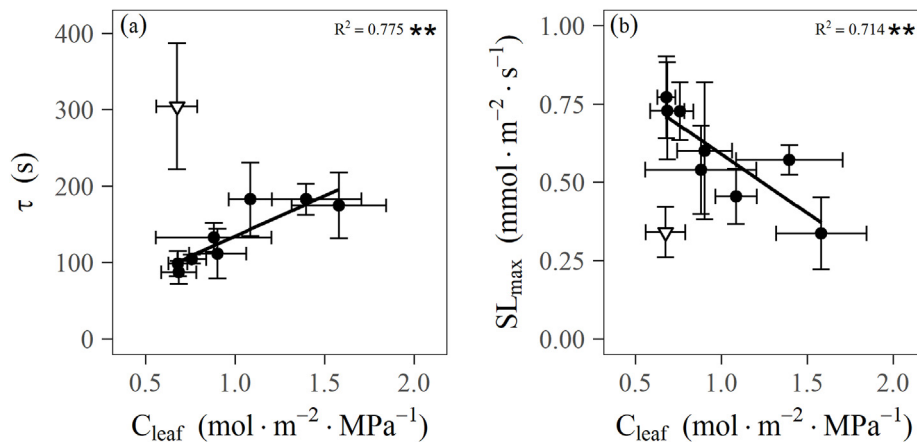 (a) R² = 0.775 **
400
300
200
100
0
τ (s)
0.5 1.0 1.5 2.0
C_leaf (mol · m⁻² · MPa⁻¹)
(b) R² = 0.714 **
1.00
0.75
0.50
0.25
0.00
SL_max (mmol · m⁻² · s⁻¹)
0.5 1.0 1.5 2.0
C_leaf (mol · m⁻² · MPa⁻¹)